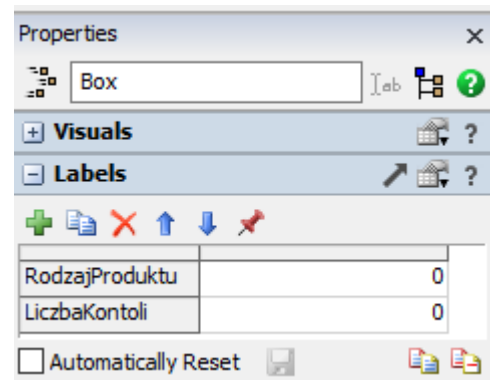 Properties
Box
Visuals
Labels
RodzajProduktu 0
LiczbaKontoli 0
Automatically Reset